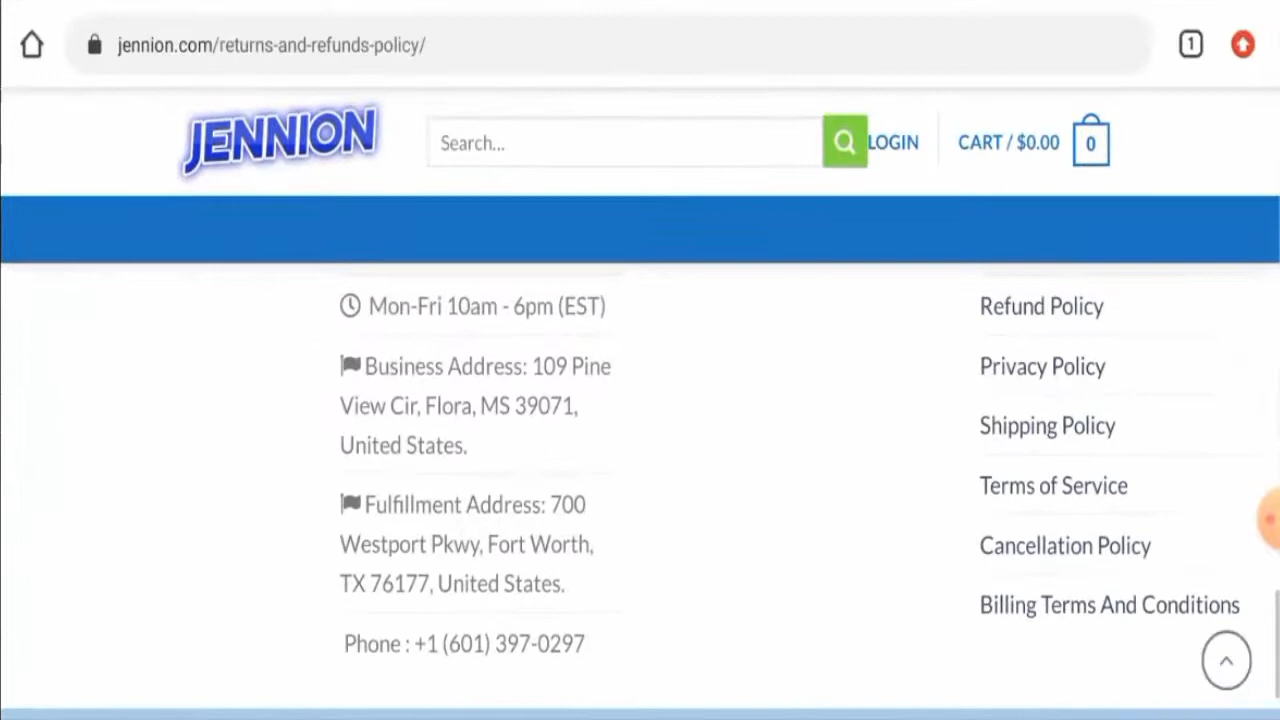 jennion.com/returns-and-refunds-policy/
1
JENNION
Search...
LOGIN
CART / $0.00
0
Mon-Fri 10am - 6pm (EST)
Business Address: 109 Pine
View Cir, Flora, MS 39071,
United States.
Fulfillment Address: 700
Westport Pkwy, Fort Worth,
TX 76177, United States.
Phone : +1 (601) 397-0297
Refund Policy
Privacy Policy
Shipping Policy
Terms of Service
Cancellation Policy
Billing Terms And Conditions